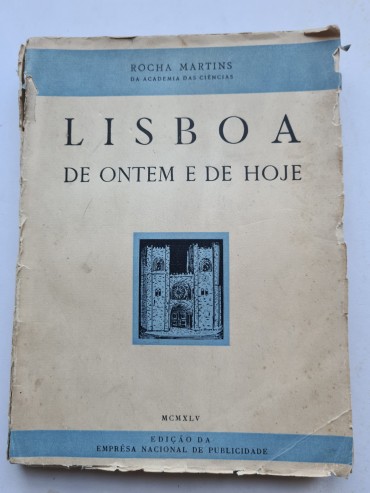 ROCHA MARTINS
DA ACADEMIA DAS CIÊNCIAS
LISBOA
DE ONTEM E DE HOJE
MCMXLV
EDIÇÃO DA
EMPRÊSA NACIONAL DE PUBLICIDADE